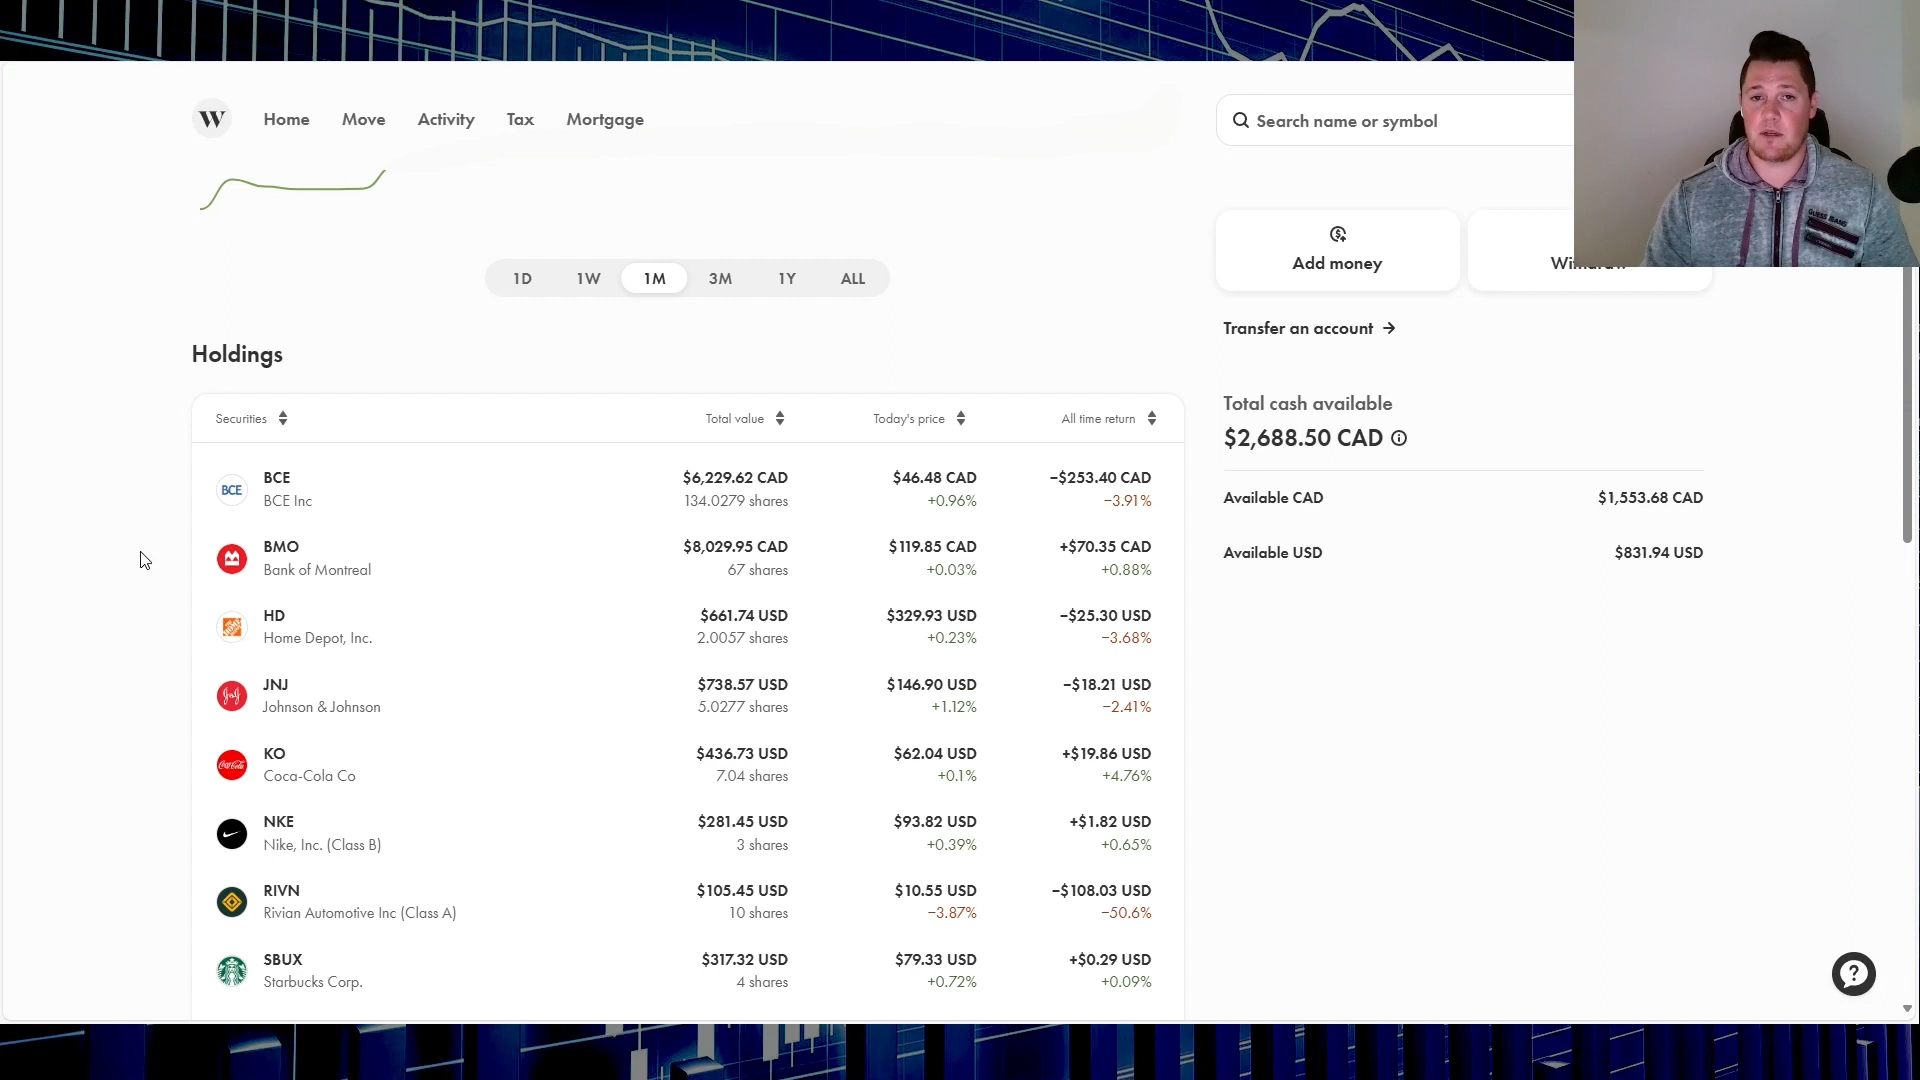 W Home Move Activity Tax Mortgage
Search name or symbol
GUESS JEANS
Add money
1D 1W 1M 3M 1Y ALL
Transfer an account →
Holdings
Total cash available
$2,688.50 CAD
Securities Total value Today's price All time return
BCE BCE $6,229.62 CAD $46.48 CAD −$253.40 CAD
BCE Inc 134.0279 shares +0.96% −3.91%
Available CAD $1,553.68 CAD
BMO $8,029.95 CAD $119.85 CAD +$70.35 CAD
Bank of Montreal 67 shares +0.03% +0.88%
Available USD $831.94 USD
HD $661.74 USD $329.93 USD −$25.30 USD
Home Depot, Inc. 2.0057 shares +0.23% −3.68%
JNJ $738.57 USD $146.90 USD −$18.21 USD
Johnson & Johnson 5.0277 shares +1.12% −2.41%
KO $436.73 USD $62.04 USD +$19.86 USD
Coca-Cola Co 7.04 shares +0.1% +4.76%
NKE $281.45 USD $93.82 USD +$1.82 USD
Nike, Inc. (Class B) 3 shares +0.39% +0.65%
RIVN $105.45 USD $10.55 USD −$108.03 USD
Rivian Automotive Inc (Class A) 10 shares −3.87% −50.6%
SBUX $317.32 USD $79.33 USD +$0.29 USD
Starbucks Corp. 4 shares +0.72% +0.09%